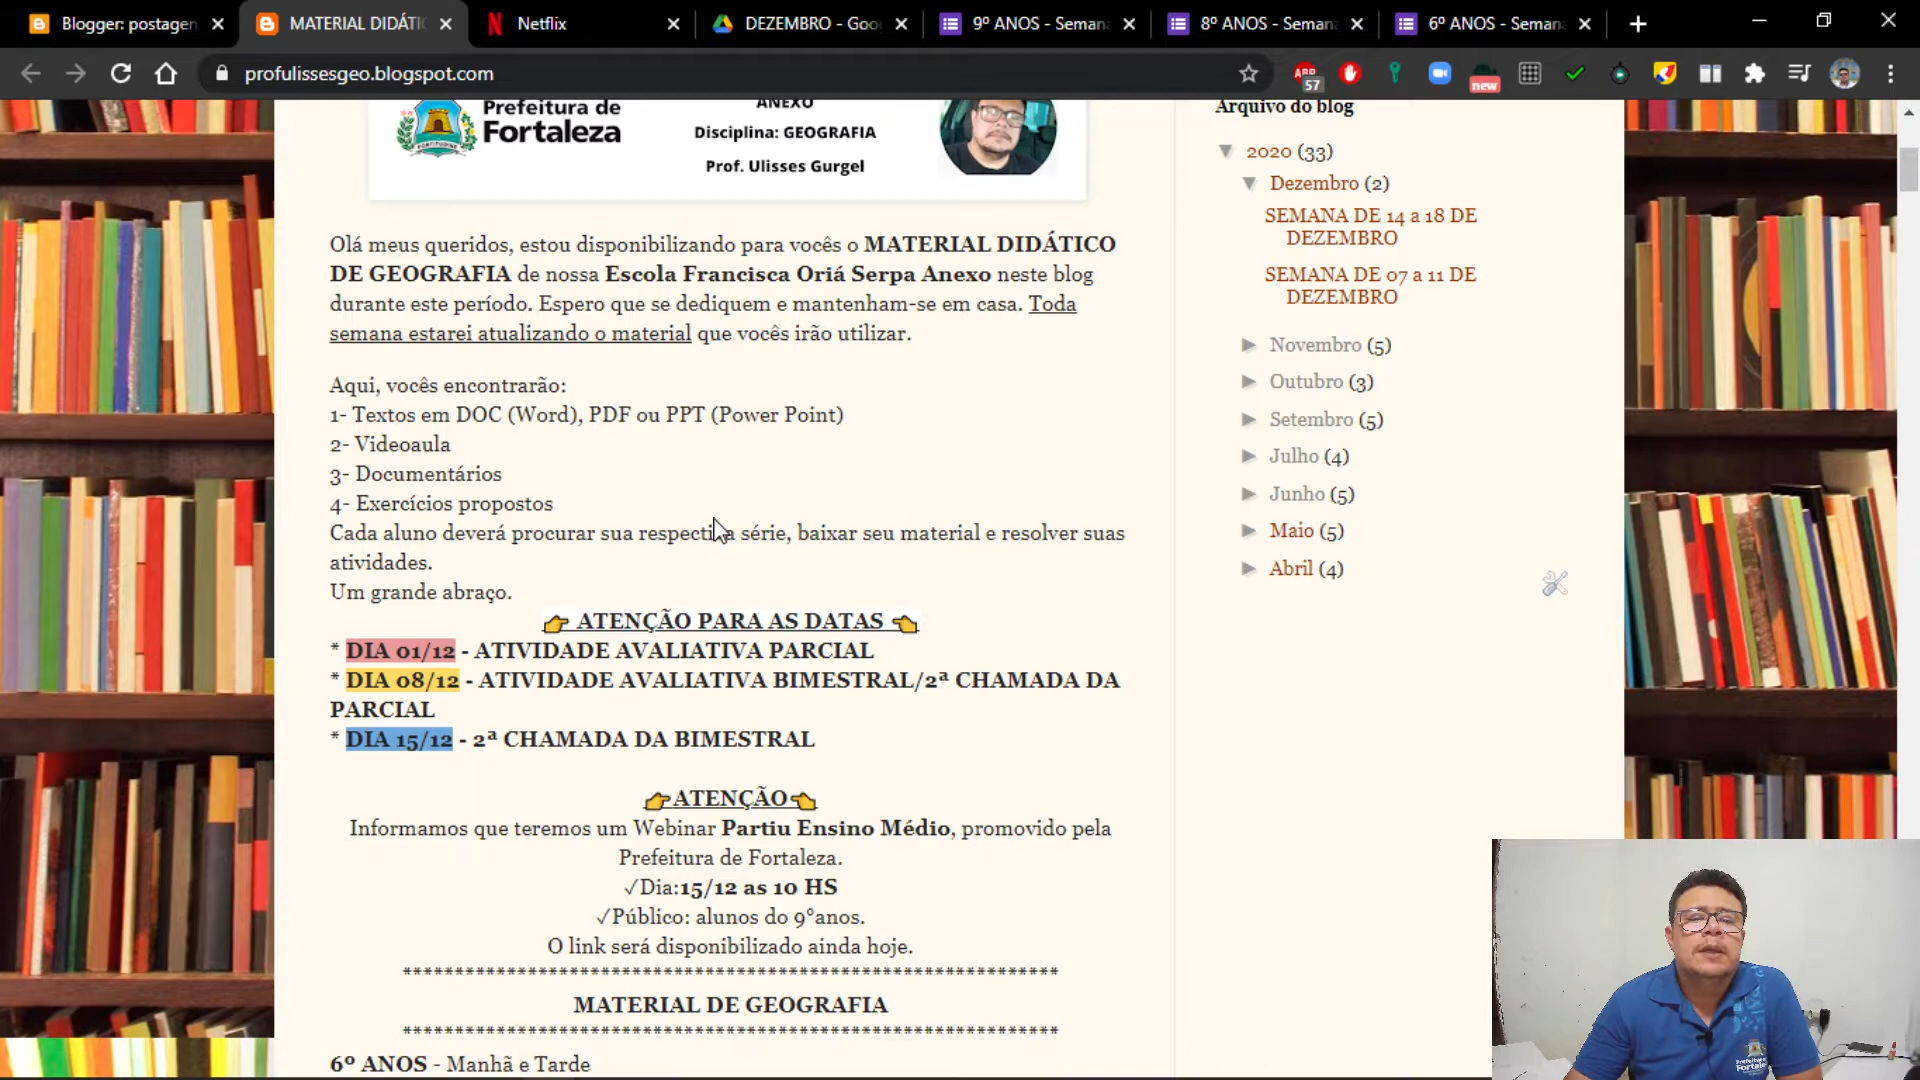 Blogger: postagen
MATERIAL DIDÁTIC
Netflix
DEZEMBRO - Goo
9º ANOS - Seman
8º ANOS - Seman
6º ANOS - Seman
profulissesgeo.blogspot.com
ABP
57
new
Prefeitura de
Fortaleza
FORTITUDINE
ANEXO
Disciplina: GEOGRAFIA
Prof. Ulisses Gurgel
Olá meus queridos, estou disponibilizando para vocês o MATERIAL DIDÁTICO
DE GEOGRAFIA de nossa Escola Francisca Oriá Serpa Anexo neste blog
durante este período. Espero que se dediquem e mantenham-se em casa. Toda
semana estarei atualizando o material que vocês irão utilizar.
Aqui, vocês encontrarão:
1- Textos em DOC (Word), PDF ou PPT (Power Point)
2- Videoaula
3- Documentários
4- Exercícios propostos
Cada aluno deverá procurar sua respectiva série, baixar seu material e resolver suas
atividades.
Um grande abraço.
👉 ATENÇÃO PARA AS DATAS 👈
* DIA 01/12 - ATIVIDADE AVALIATIVA PARCIAL
* DIA 08/12 - ATIVIDADE AVALIATIVA BIMESTRAL/2ª CHAMADA DA
PARCIAL
* DIA 15/12 - 2ª CHAMADA DA BIMESTRAL
👉ATENÇÃO👈
Informamos que teremos um Webinar Partiu Ensino Médio, promovido pela
Prefeitura de Fortaleza.
✓Dia:15/12 as 10 HS
✓Público: alunos do 9°anos.
O link será disponibilizado ainda hoje.
***************************************************************
MATERIAL DE GEOGRAFIA
***************************************************************
6º ANOS - Manhã e Tarde
Arquivo do blog
▼ 2020 (33)
▼ Dezembro (2)
SEMANA DE 14 a 18 DE
DEZEMBRO
SEMANA DE 07 a 11 DE
DEZEMBRO
► Novembro (5)
► Outubro (3)
► Setembro (5)
► Julho (4)
► Junho (5)
► Maio (5)
► Abril (4)
Prefeitura de
Fortaleza